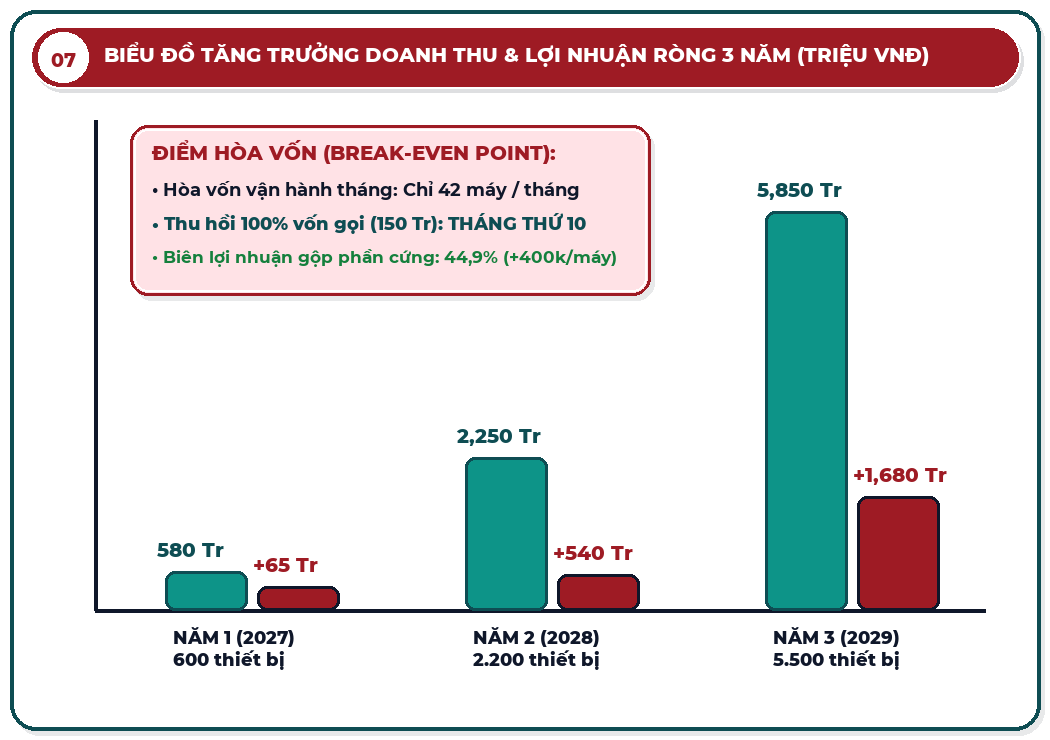 07
BIỂU ĐỒ TĂNG TRƯỞNG DOANH THU & LỢI NHUẬN RÒNG 3 NĂM (TRIỆU VNĐ)
ĐIỂM HÒA VỐN (BREAK-EVEN POINT):
• Hòa vốn vận hành tháng: Chỉ 42 máy / tháng
• Thu hồi 100% vốn gọi (150 Tr): THÁNG THỨ 10
• Biên lợi nhuận gộp phần cứng: 44,9% (+400k/máy)
580 Tr
+65 Tr
2,250 Tr
+540 Tr
5,850 Tr
+1,680 Tr
NĂM 1 (2027)
600 thiết bị
NĂM 2 (2028)
2.200 thiết bị
NĂM 3 (2029)
5.500 thiết bị